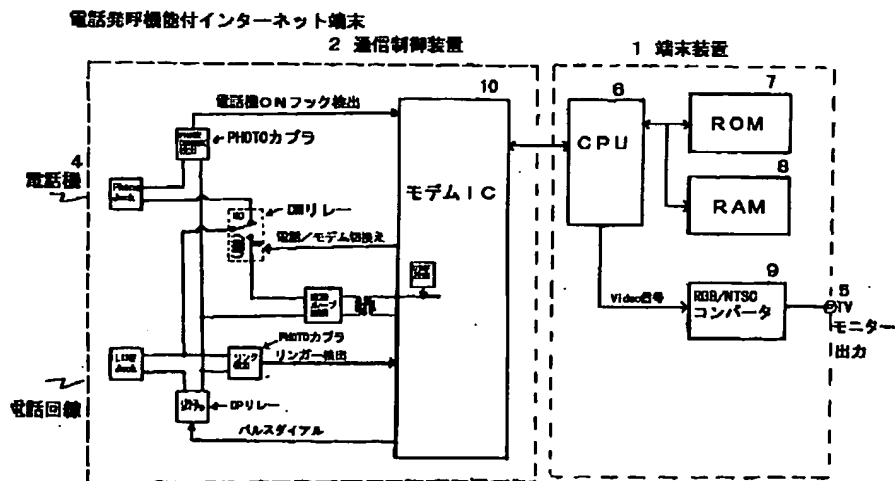 電話発呼機能付インターネット端末
2 通信制御装置
1 端末装置
10
6
7
電話機ONフック検出
ROM
PHOTOカプラ
CPU
8
4
電話機
Phone
Jack
モデムIC
RAM
DMリレー
電話／モデム切換え
9
5
Video信号
RGB/NTSC
コンバータ
TV
モニター
出力
PHOTOカプラ
LINE
Jack
リンガー検出
電話回線
DPリレー
パルスダイアル